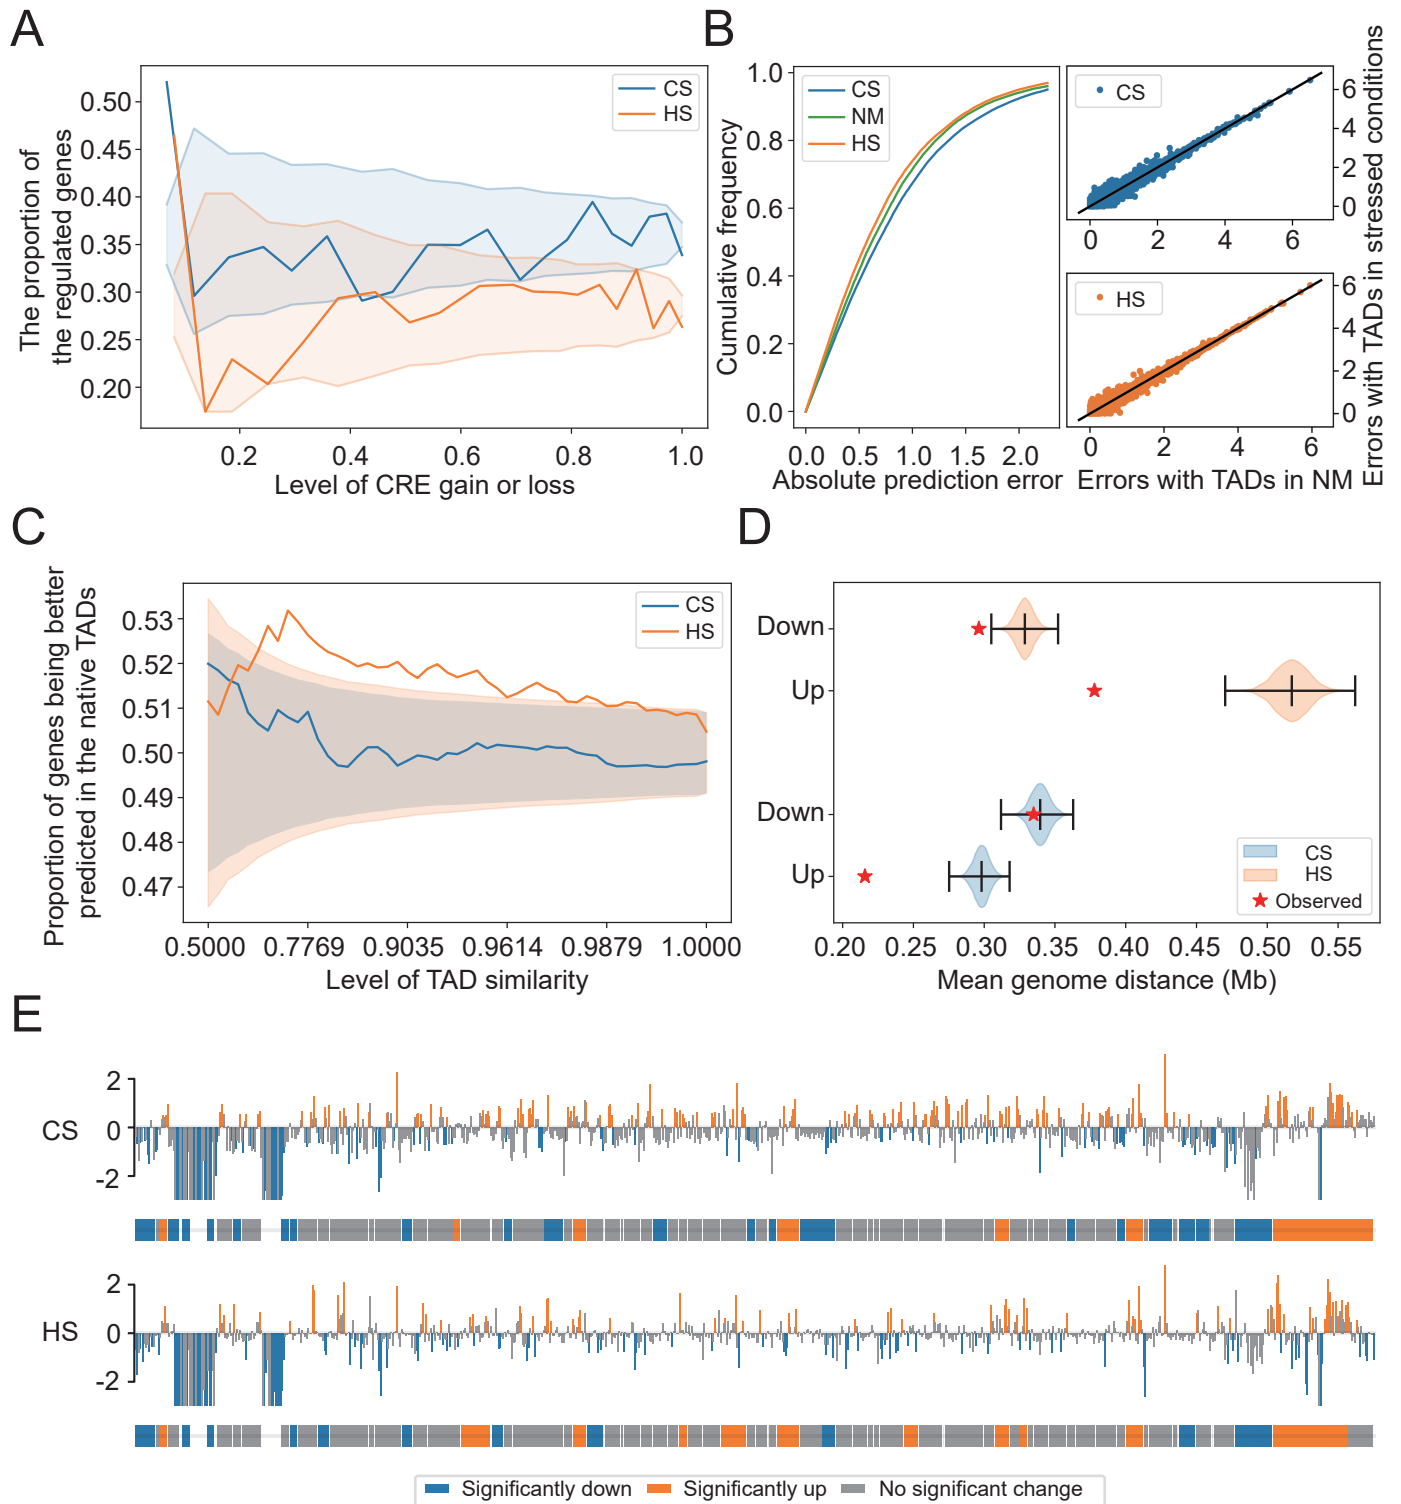 A
The proportion of
the regulated genes
0.50
0.45
0.40
0.35
0.30
0.25
0.20
CS
HS
0.2
0.4
0.6
0.8
1.0
Level of CRE gain or loss
B
Cumulative frequency
1.0
0.8
0.6
0.4
0.2
0.0
CS
NM
HS
0.0
0.5
1.0
1.5
2.0
Absolute prediction error
CS
6
4
2
0
0
2
4
6
HS
6
4
2
0
0
2
4
6
Errors with TADs in NM
Errors with TADs in stressed conditions
C
Proportion of genes being better
predicted in the native TADs
0.53
0.52
0.51
0.50
0.49
0.48
0.47
CS
HS
0.5000
0.7769
0.9035
0.9614
0.9879
1.0000
Level of TAD similarity
D
Down
Up
Down
Up
CS
HS
Observed
0.20
0.25
0.30
0.35
0.40
0.45
0.50
0.55
Mean genome distance (Mb)
E
CS
2
0
-2
HS
2
0
-2
Significantly down
Significantly up
No significant change